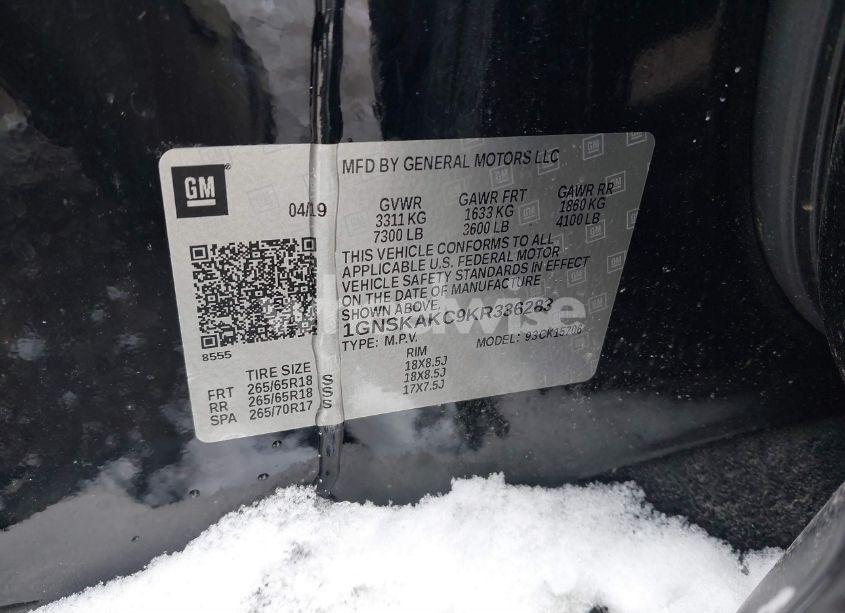 GM
MFD BY GENERAL MOTORS LLC
04/19
GVWR GAWR FRT GAWR RR
3311 KG 1633 KG 1860 KG
7300 LB 3600 LB 4100 LB
THIS VEHICLE CONFORMS TO ALL
APPLICABLE U.S. FEDERAL MOTOR
VEHICLE SAFETY STANDARDS IN EFFECT
ON THE DATE OF MANUFACTURE
SHOWN ABOVE.
1GNSKAKC9KR336283
TYPE: M.P.V. MODEL: 93CK15706
8555
TIRE SIZE RIM
FRT 265/65R18 S 18X8.5J
RR 265/65R18 S 18X8.5J
SPA 265/70R17 S 17X7.5J